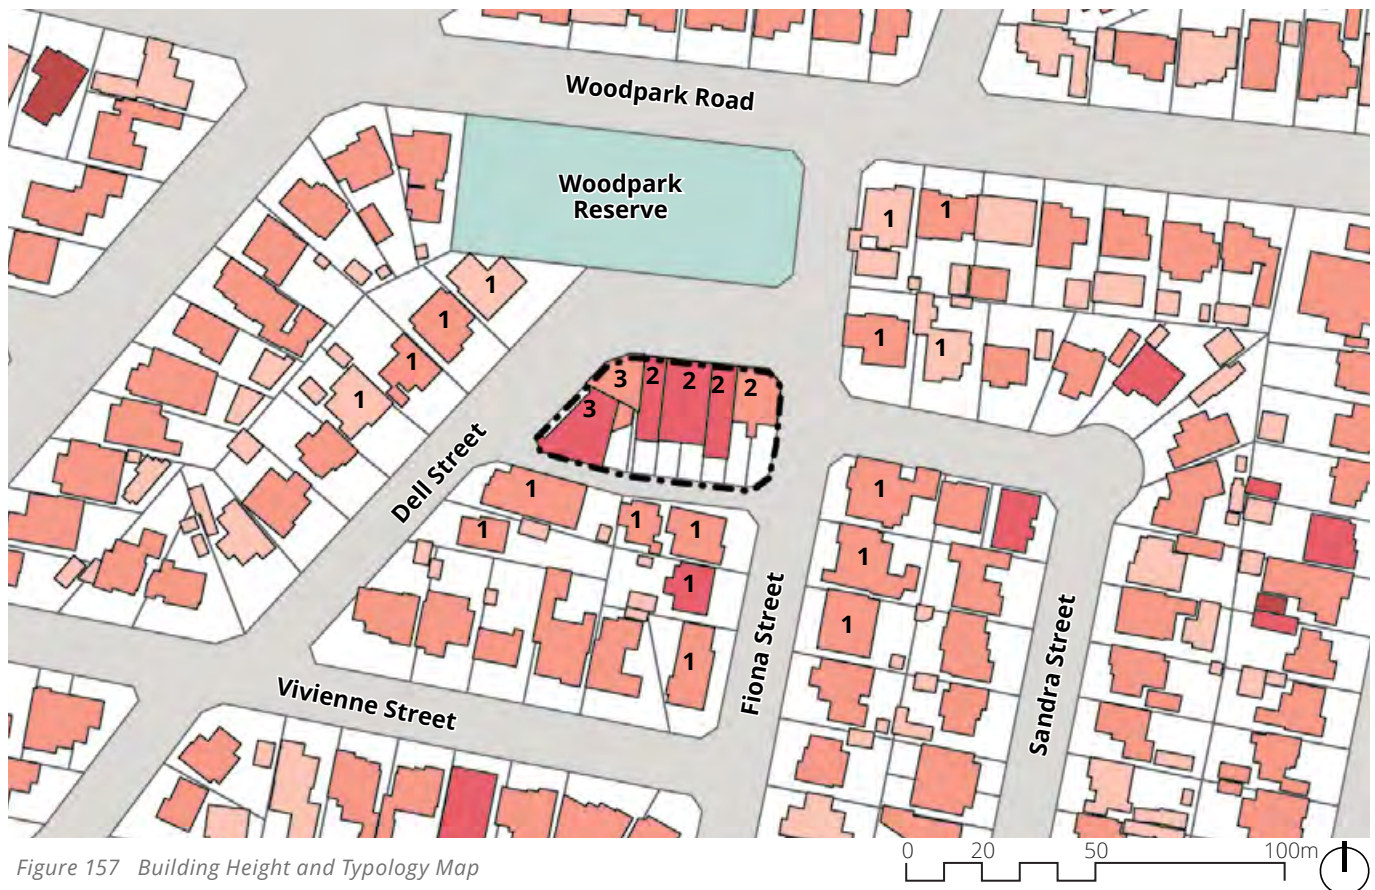 Woodpark Road
Woodpark
Reserve
1
1
1
1
1
1
1
1
3
2
2
2
2
3
Dell Street
1
1
1
1
1
1
1
1
1
Fiona Street
Sandra Street
Vivienne Street
Figure 157 Building Height and Typology Map
0 20 50 100m